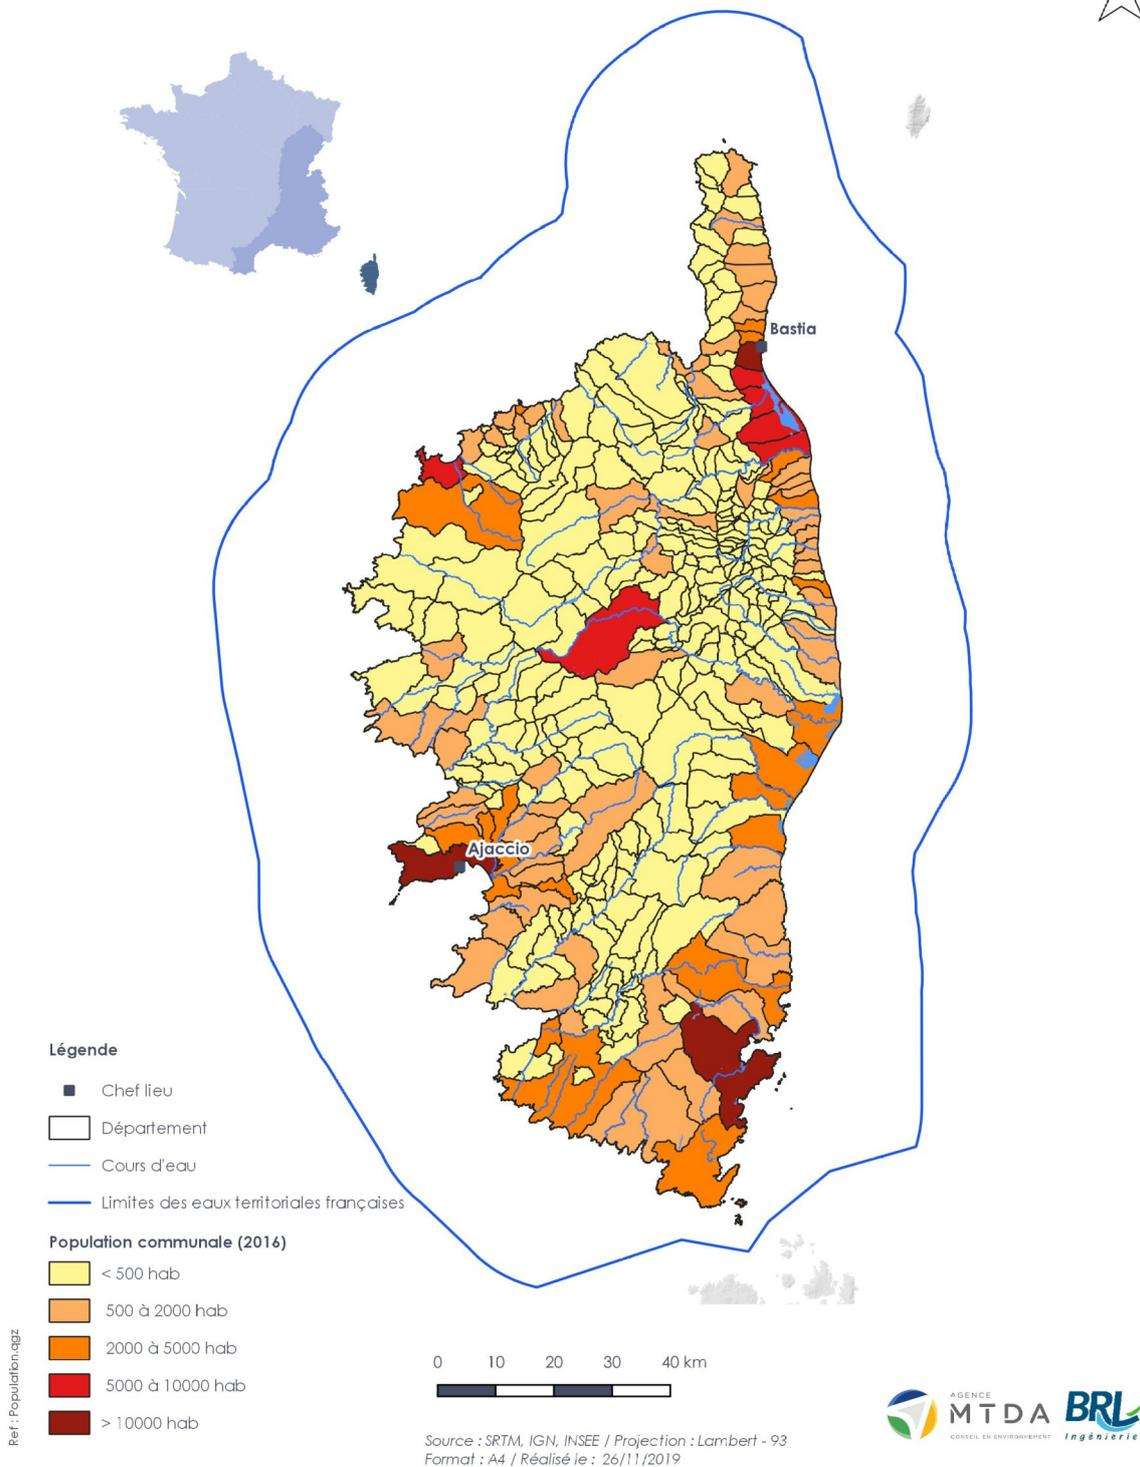 Bastia
Ajaccio
Légende
Chef lieu
Département
Cours d'eau
Limites des eaux territoriales françaises
Population communale (2016)
< 500 hab
500 à 2000 hab
2000 à 5000 hab
5000 à 10000 hab
> 10000 hab
Ref : Population.qgz
0 10 20 30 40 km
Source : SRTM, IGN, INSEE / Projection : Lambert - 93
Format : A4 / Réalisé le : 26/11/2019
AGENCE
MTDA
CONSEIL EN ENVIRONNEMENT
BRL
Ingénierie